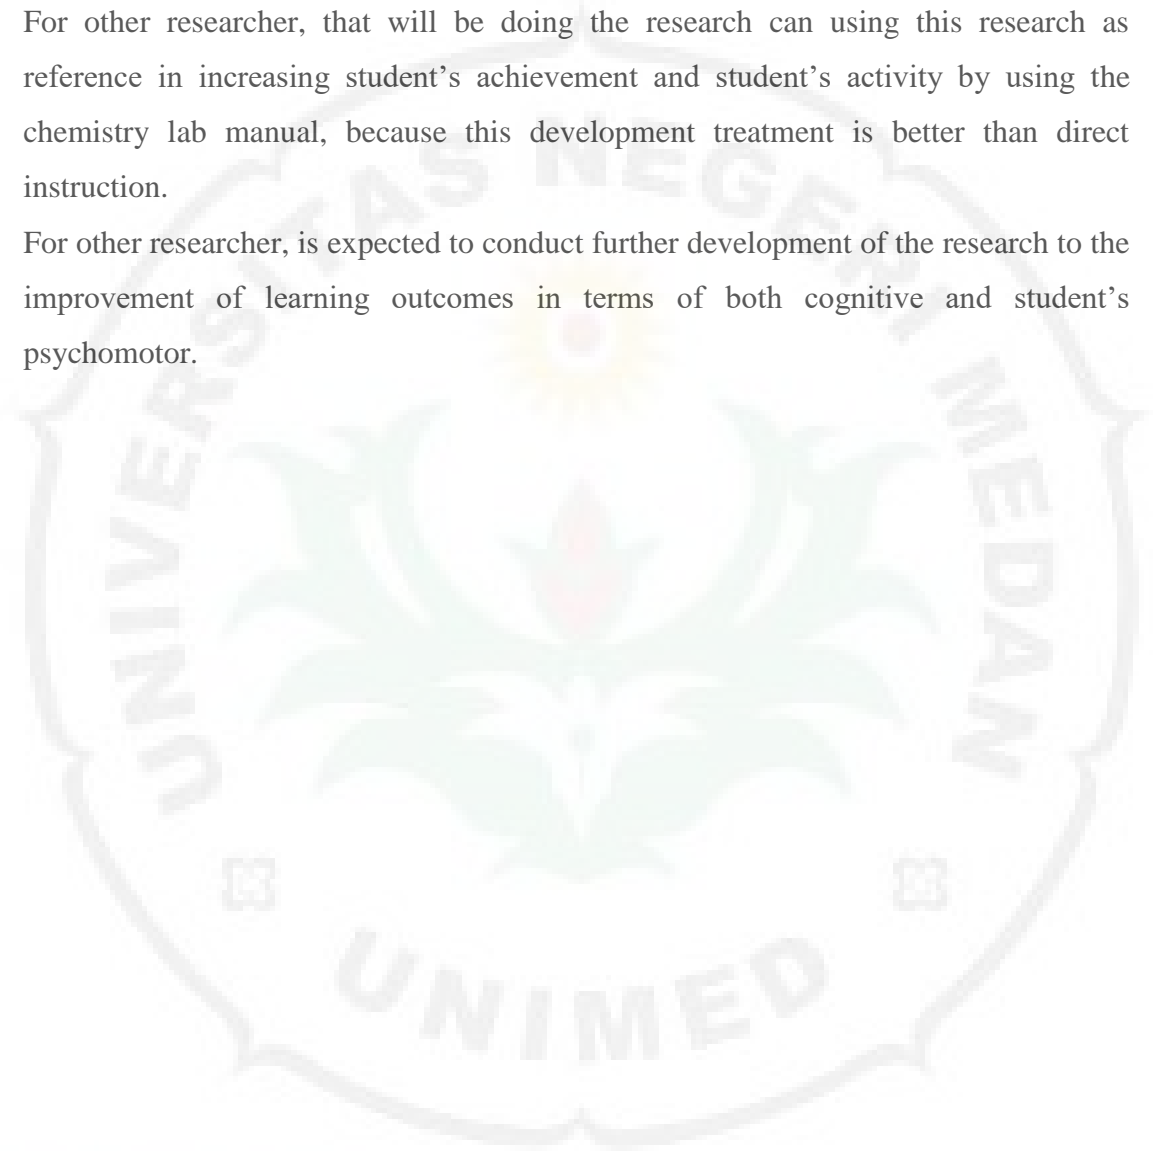 For other researcher, that will be doing the research can using this research as
reference in increasing student’s achievement and student’s activity by using the
chemistry lab manual, because this development treatment is better than direct
instruction.
For other researcher, is expected to conduct further development of the research to the
improvement of learning outcomes in terms of both cognitive and student’s
psychomotor.
UNIVERSITAS NEGERI MEDAN
UNIMED